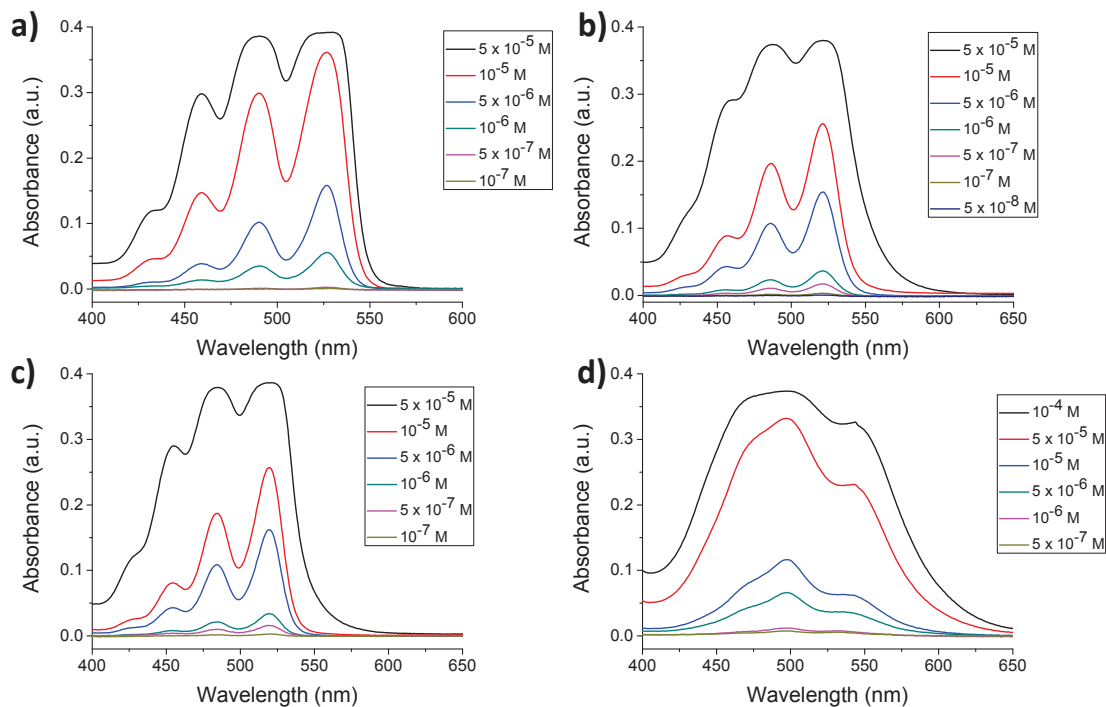 a)
Absorbance (a.u.)
0.4
0.3
0.2
0.1
0.0
400 450 500 550 600
Wavelength (nm)
5 x 10⁻⁵ M
10⁻⁵ M
5 x 10⁻⁶ M
10⁻⁶ M
5 x 10⁻⁷ M
10⁻⁷ M
b)
Absorbance (a.u.)
0.4
0.3
0.2
0.1
0.0
400 450 500 550 600 650
Wavelength (nm)
5 x 10⁻⁵ M
10⁻⁵ M
5 x 10⁻⁶ M
10⁻⁶ M
5 x 10⁻⁷ M
10⁻⁷ M
5 x 10⁻⁸ M
c)
Absorbance (a.u.)
0.4
0.3
0.2
0.1
0.0
400 450 500 550 600 650
Wavelength (nm)
5 x 10⁻⁵ M
10⁻⁵ M
5 x 10⁻⁶ M
10⁻⁶ M
5 x 10⁻⁷ M
10⁻⁷ M
d)
Absorbance (a.u.)
0.4
0.3
0.2
0.1
0.0
400 450 500 550 600 650
Wavelength (nm)
10⁻⁴ M
5 x 10⁻⁵ M
10⁻⁵ M
5 x 10⁻⁶ M
10⁻⁶ M
5 x 10⁻⁷ M